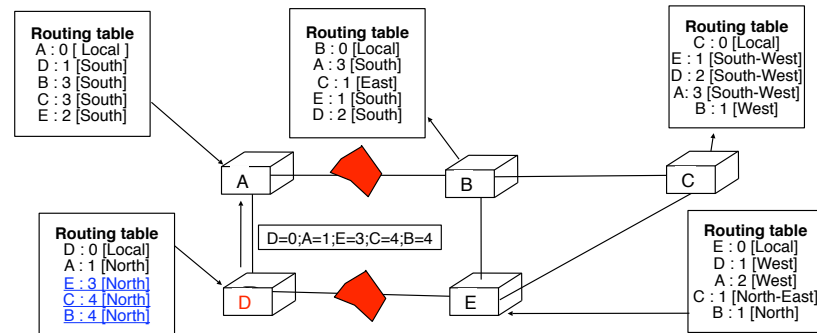 Routing table
A : 0 [ Local ]
D : 1 [South]
B : 3 [South]
C : 3 [South]
E : 2 [South]
Routing table
B : 0 [Local]
A : 3 [South]
C : 1 [East]
E : 1 [South]
D : 2 [South]
Routing table
C : 0 [Local]
E : 1 [South-West]
D : 2 [South-West]
A: 3 [South-West]
B : 1 [West]
A
B
C
Routing table
D : 0 [Local]
A : 1 [North]
E : 3 [North]
C : 4 [North]
B : 4 [North]
D=0;A=1;E=3;C=4;B=4
D
E
Routing table
E : 0 [Local]
D : 1 [West]
A : 2 [West]
C : 1 [North-East]
B : 1 [North]